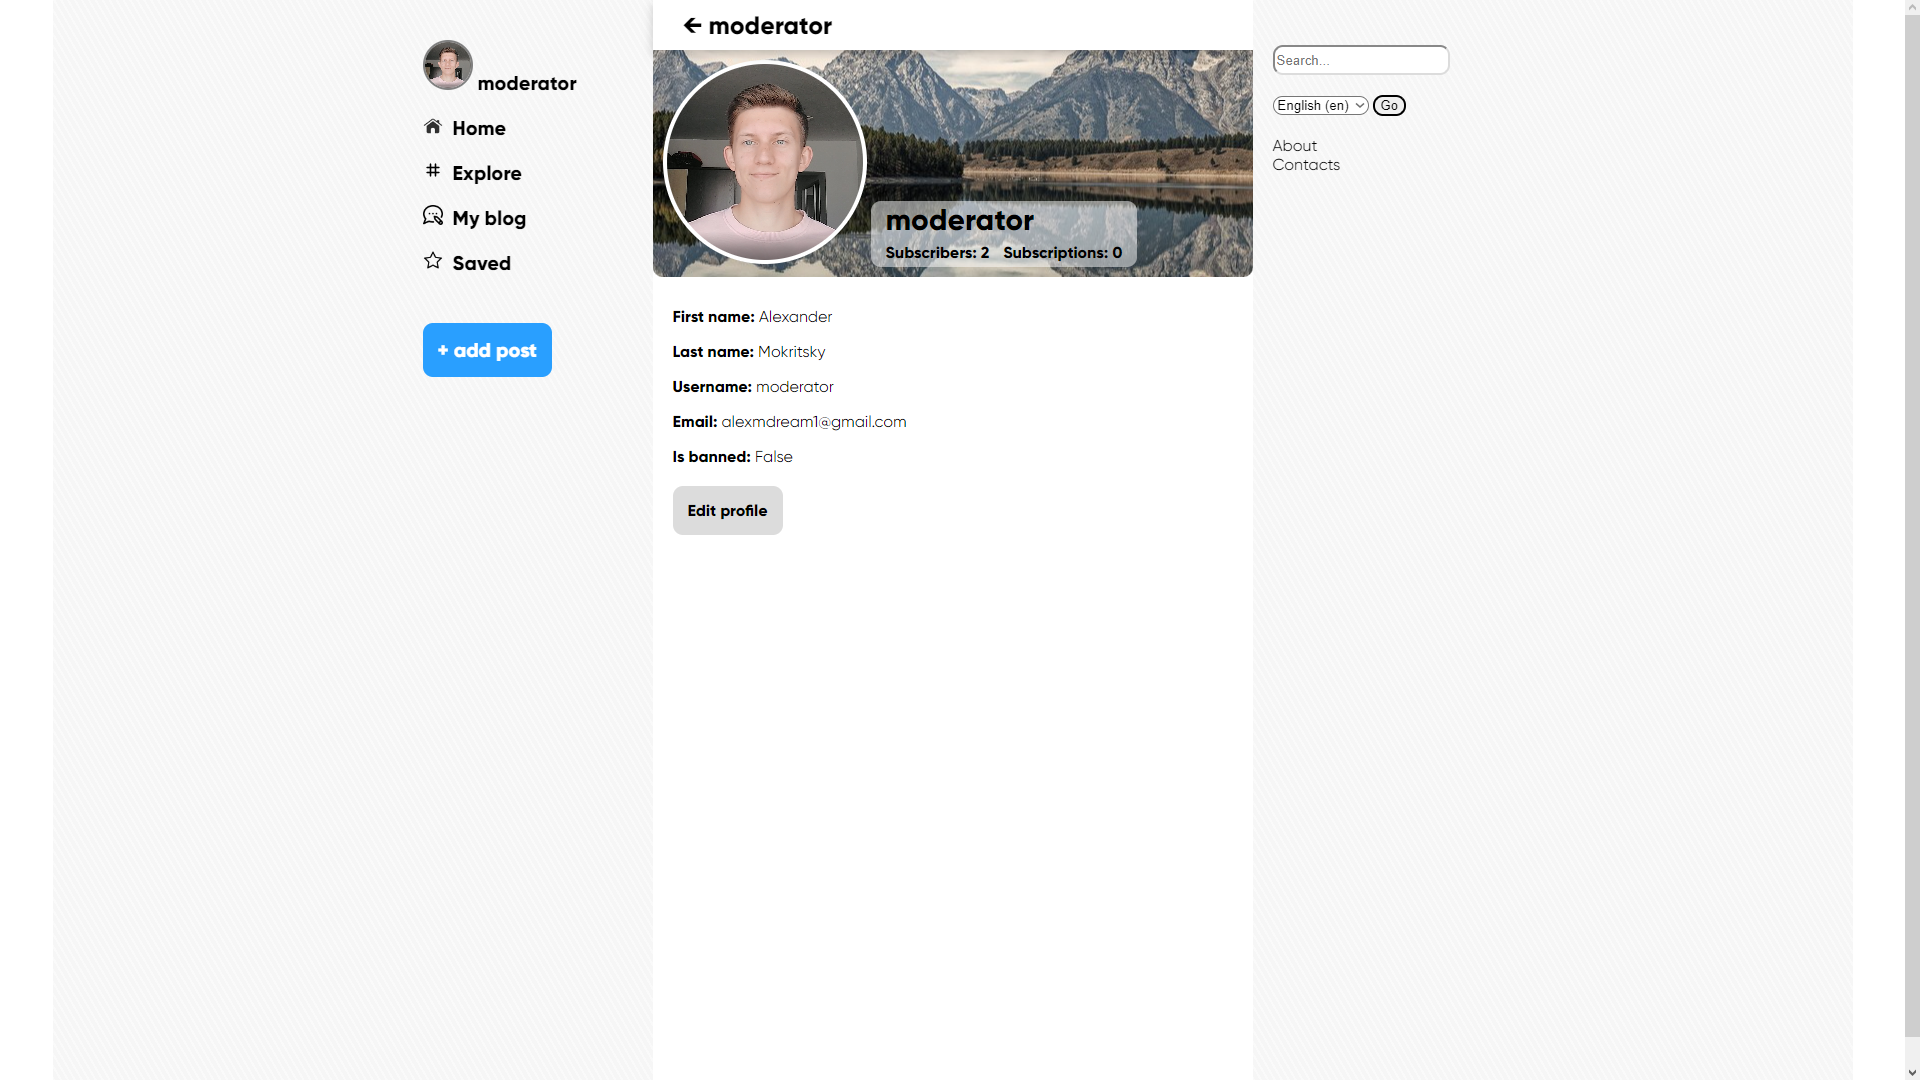 moderator
Home
Explore
My blog
Saved
+ add post
moderator
moderator
Subscribers: 2 Subscriptions: 0
First name: Alexander
Last name: Mokritsky
Username: moderator
Email: alexmdream1@gmail.com
Is banned: False
Edit profile
Search...
English (en) Go
About
Contacts